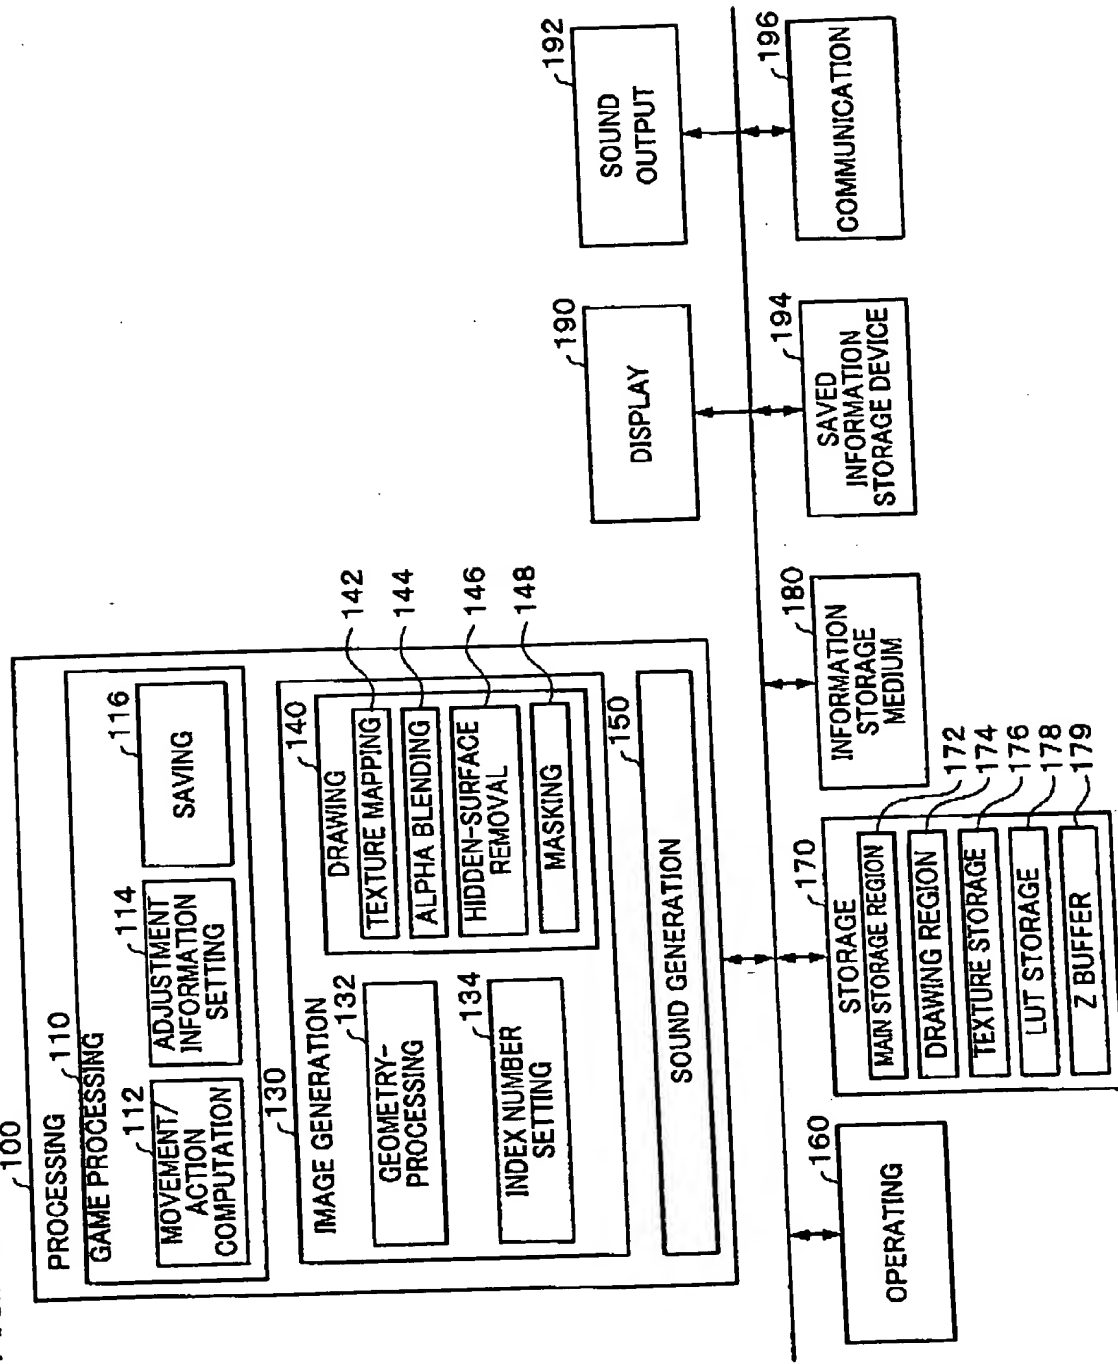 100
PROCESSING
110
GAME PROCESSING
112
MOVEMENT/
ACTION
COMPUTATION
114
ADJUSTMENT
INFORMATION
SETTING
116
SAVING
130
IMAGE GENERATION
132
GEOMETRY-
PROCESSING
134
INDEX NUMBER
SETTING
140
DRAWING
TEXTURE MAPPING
142
ALPHA BLENDING
144
HIDDEN-SURFACE
REMOVAL
146
MASKING
148
150
SOUND GENERATION
190
DISPLAY
192
SOUND
OUTPUT
160
OPERATING
170
STORAGE
MAIN STORAGE REGION
172
DRAWING REGION
174
TEXTURE STORAGE
176
LUT STORAGE
178
Z BUFFER
179
180
INFORMATION
STORAGE
MEDIUM
194
SAVED
INFORMATION
STORAGE DEVICE
196
COMMUNICATION